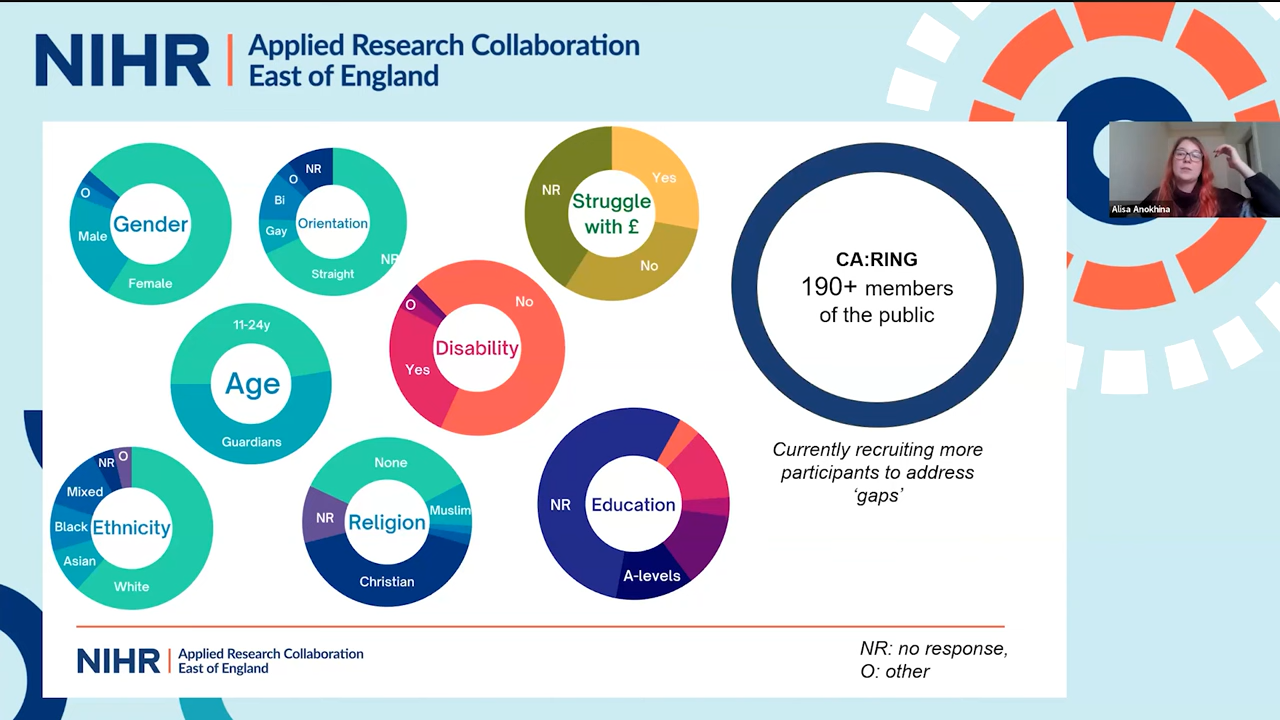 NIHR | Applied Research Collaboration
East of England
Gender
O
Male
Female
Orientation
NR
O
Bi
Gay
Straight
NR
Struggle
with £
NR
Yes
No
CA:RING
190+ members
of the public
Alisa Anokhina
Age
11-24y
Guardians
Disability
O
No
Yes
Currently recruiting more
participants to address
‘gaps’
Ethnicity
O
NR
Mixed
Black
Asian
White
Religion
None
NR
Muslim
Christian
Education
NR
A-levels
NIHR | Applied Research Collaboration
East of England
NR: no response,
O: other